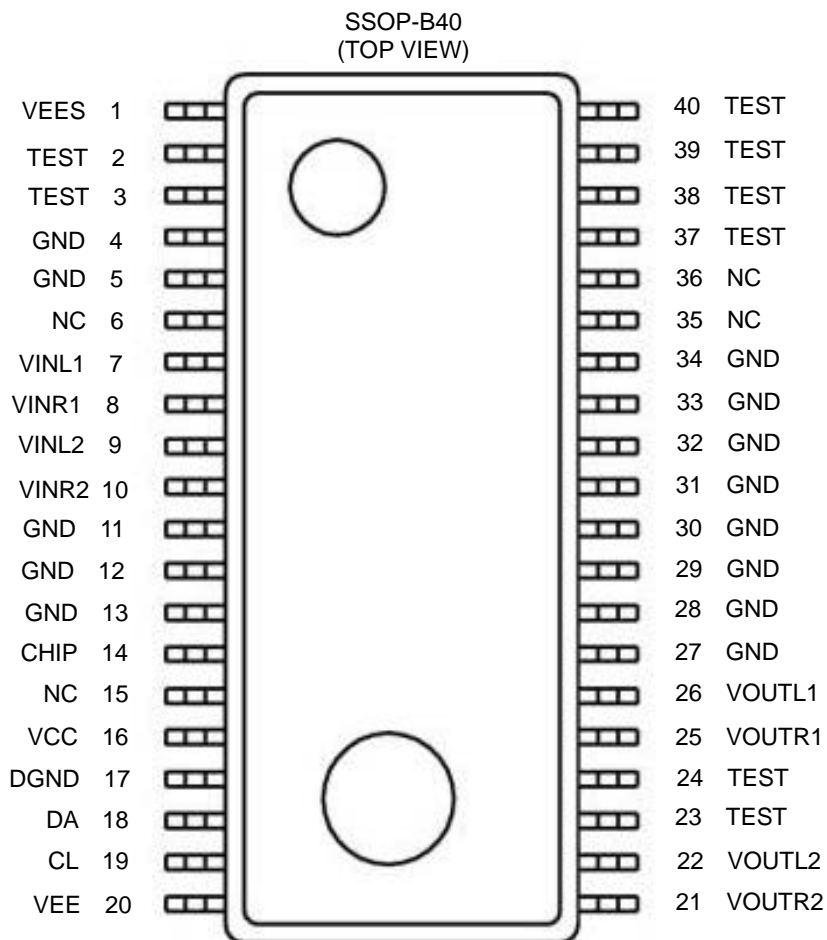 SSOP-B40
(TOP VIEW)
VEES 1
40 TEST
TEST 2
39 TEST
TEST 3
38 TEST
GND 4
37 TEST
GND 5
36 NC
NC 6
35 NC
VINL1 7
34 GND
VINR1 8
33 GND
VINL2 9
32 GND
VINR2 10
31 GND
GND 11
30 GND
GND 12
29 GND
GND 13
28 GND
CHIP 14
27 GND
NC 15
26 VOUTL1
VCC 16
25 VOUTR1
DGND 17
24 TEST
DA 18
23 TEST
CL 19
22 VOUTL2
VEE 20
21 VOUTR2